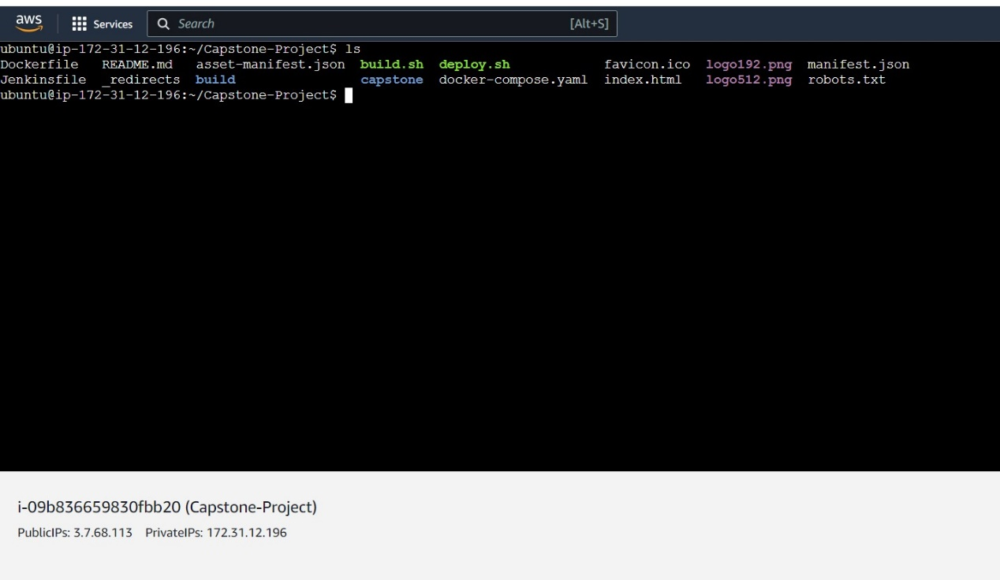 aws Services Search [Alt+S]
ubuntu@ip-172-31-12-196:~/Capstone-Project$ ls
Dockerfile README.md asset-manifest.json build.sh deploy.sh favicon.ico logo192.png manifest.json
Jenkinsfile _redirects build capstone docker-compose.yaml index.html logo512.png robots.txt
ubuntu@ip-172-31-12-196:~/Capstone-Project$
i-09b836659830fbb20 (Capstone-Project)
PublicIPs: 3.7.68.113 PrivateIPs: 172.31.12.196